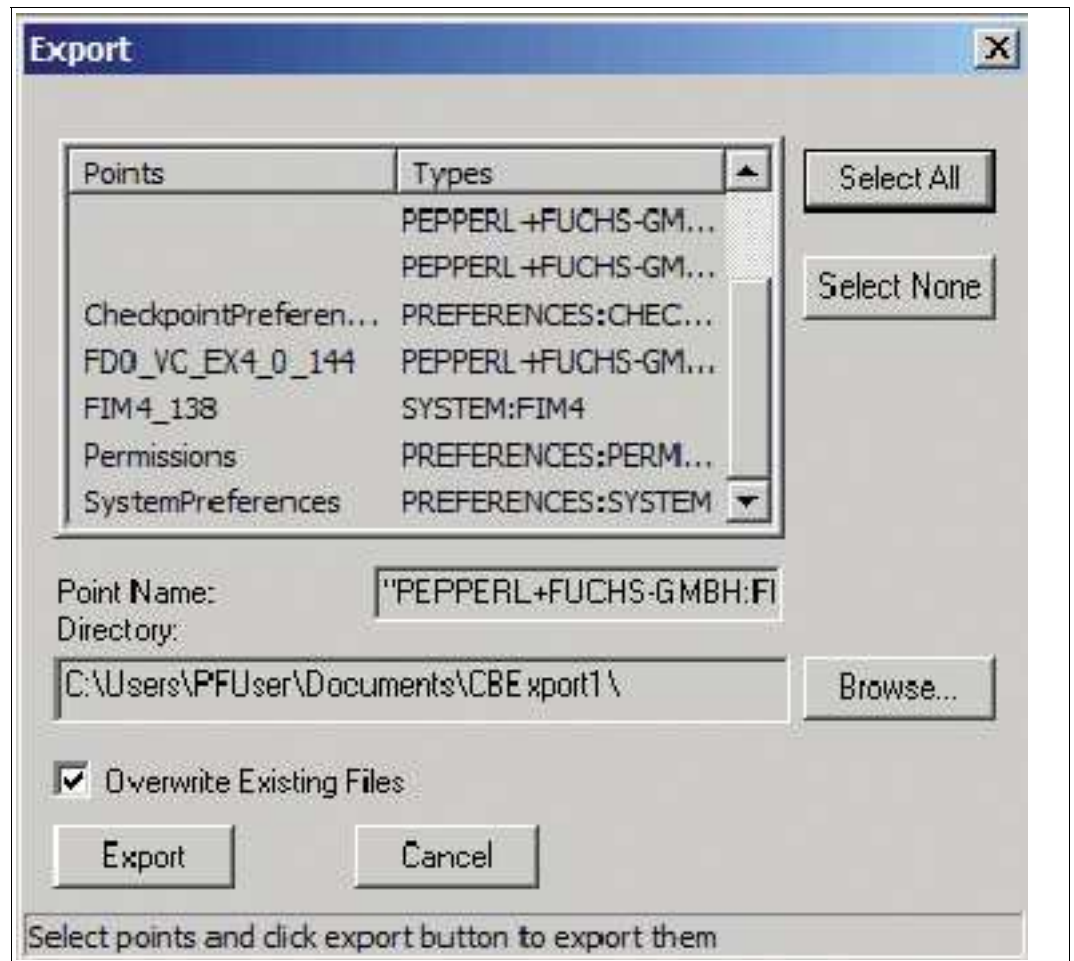 Export
Points Types
PEPPERL+FUCHS-GM...
PEPPERL+FUCHS-GM...
CheckpointPreferen... PREFERENCES:CHEC...
FD0_VC_EX4_0_144 PEPPERL+FUCHS-GM...
FIM4_138 SYSTEM:FIM4
Permissions PREFERENCES:PERMI...
SystemPreferences PREFERENCES:SYSTEM
Select All
Select None
Point Name: "PEPPERL+FUCHS-GMBH:FI
Directory:
C:\Users\PFUser\Documents\CBExport1\
Browse...
Overwrite Existing Files
Export Cancel
Select points and click export button to export them